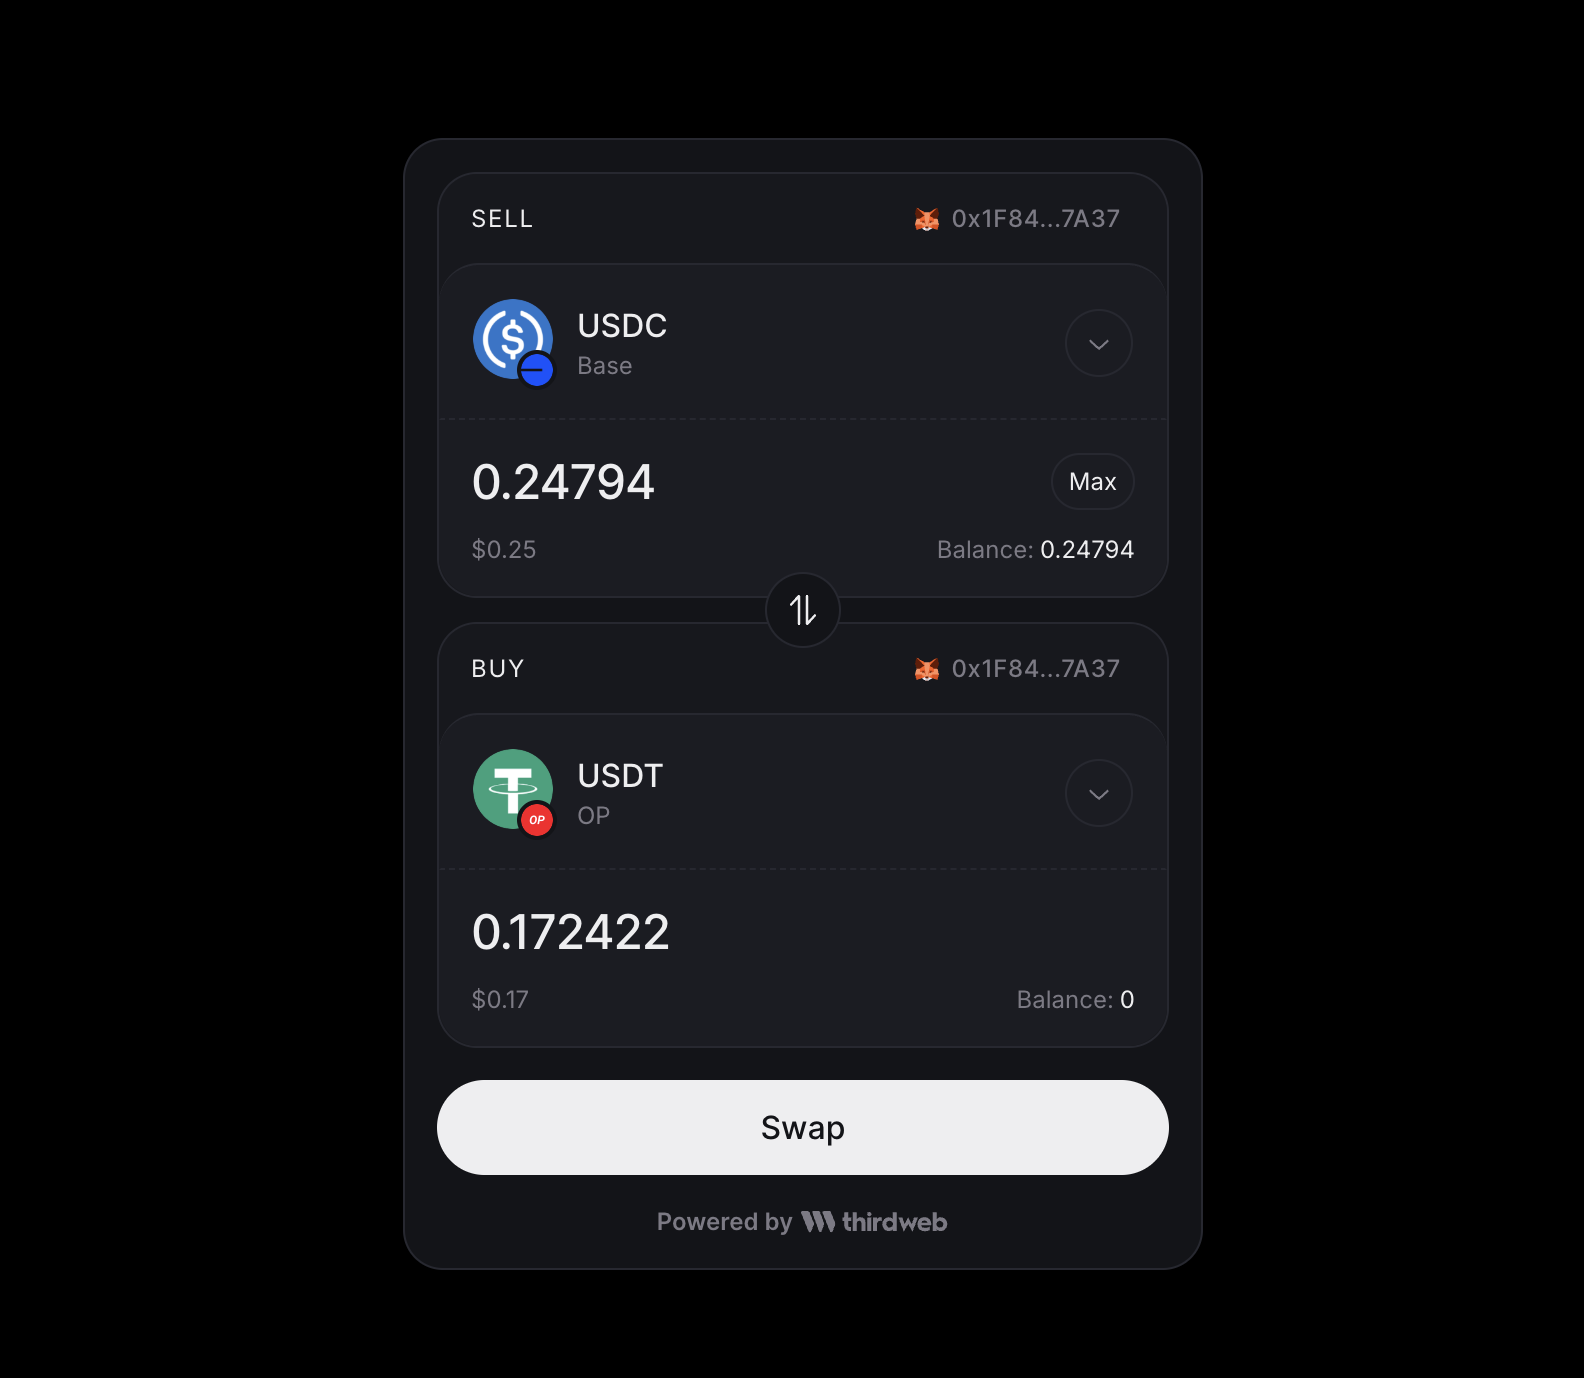 SELL 0x1F84...7A37
USDC
Base
0.24794 Max
$0.25 Balance: 0.24794
BUY 0x1F84...7A37
USDT
OP
OP
0.172422
$0.17 Balance: 0
Swap
Powered by thirdweb